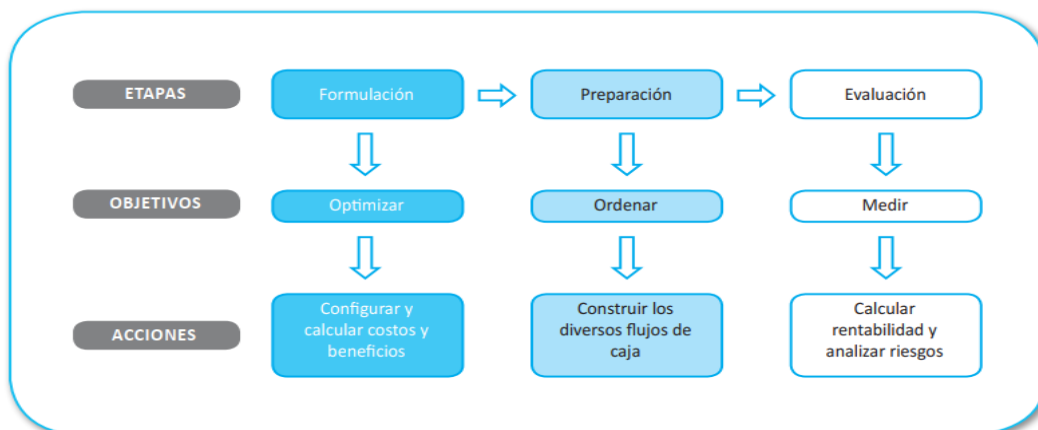 ETAPAS
Formulación
Preparación
Evaluación
OBJETIVOS
Optimizar
Ordenar
Medir
ACCIONES
Configurar y
calcular costos y
beneficios
Construir los
diversos flujos de
caja
Calcular
rentabilidad y
analizar riesgos